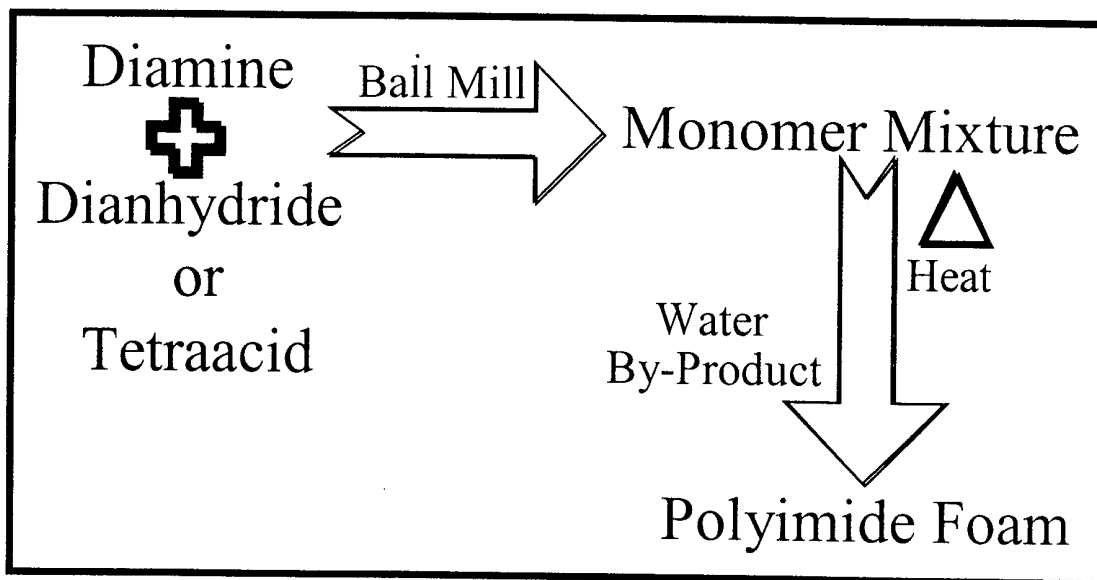 Diamine
Dianhydride
or
Tetraacid
Ball Mill
Monomer Mixture
Heat
Water
By-Product
Polyimide Foam